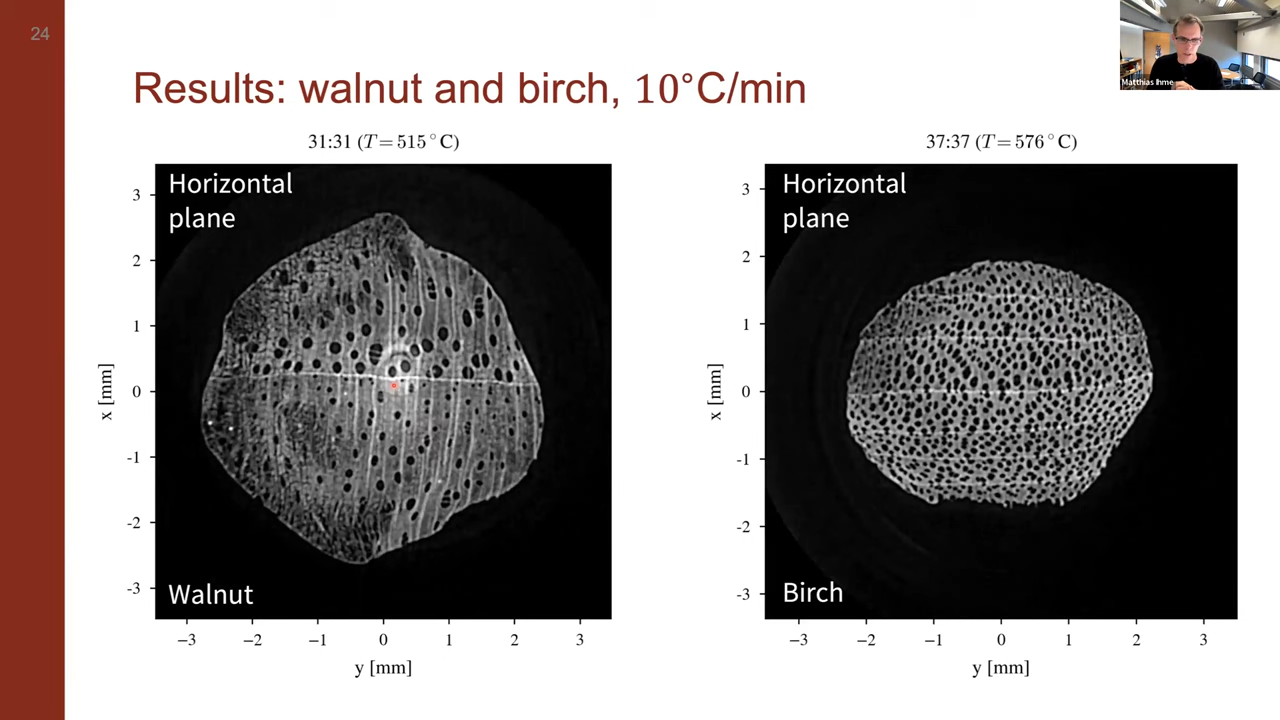 24
Matthias Ihme
Results: walnut and birch, 10°C/min
31:31 (T = 515 °C)
Horizontal
plane
Walnut
3
2
1
0
-1
-2
-3
x [mm]
−3 −2 −1 0 1 2 3
y [mm]
37:37 (T = 576 °C)
Horizontal
plane
Birch
3
2
1
0
-1
-2
-3
x [mm]
−3 −2 −1 0 1 2 3
y [mm]